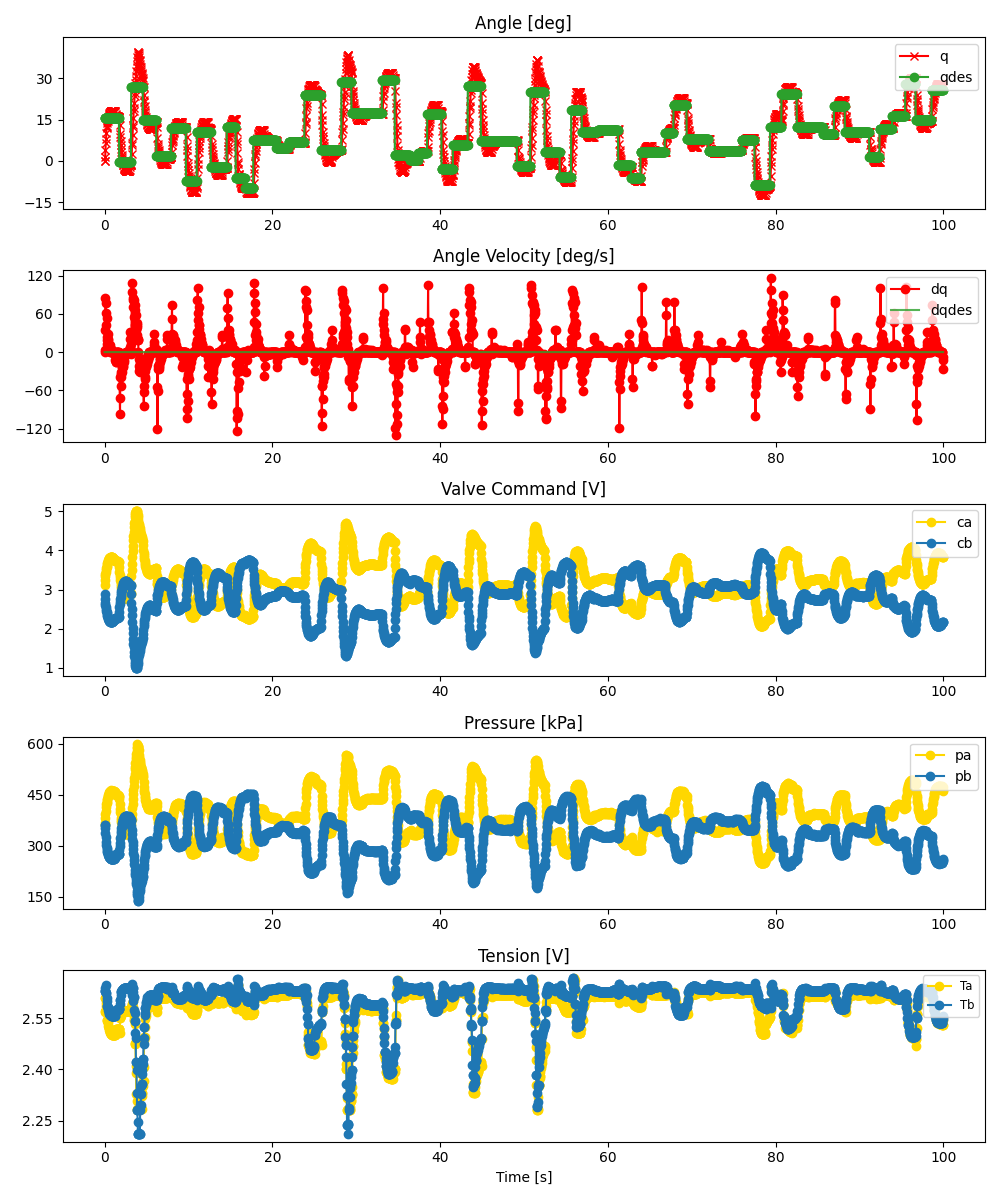 Angle [deg]
30
15
0
−15
q
qdes
0 20 40 60 80 100
Angle Velocity [deg/s]
120
60
0
−60
−120
dq
dqdes
0 20 40 60 80 100
Valve Command [V]
5
4
3
2
1
ca
cb
0 20 40 60 80 100
Pressure [kPa]
600
450
300
150
pa
pb
0 20 40 60 80 100
Tension [V]
2.55
2.40
2.25
Ta
Tb
0 20 40 60 80 100
Time [s]